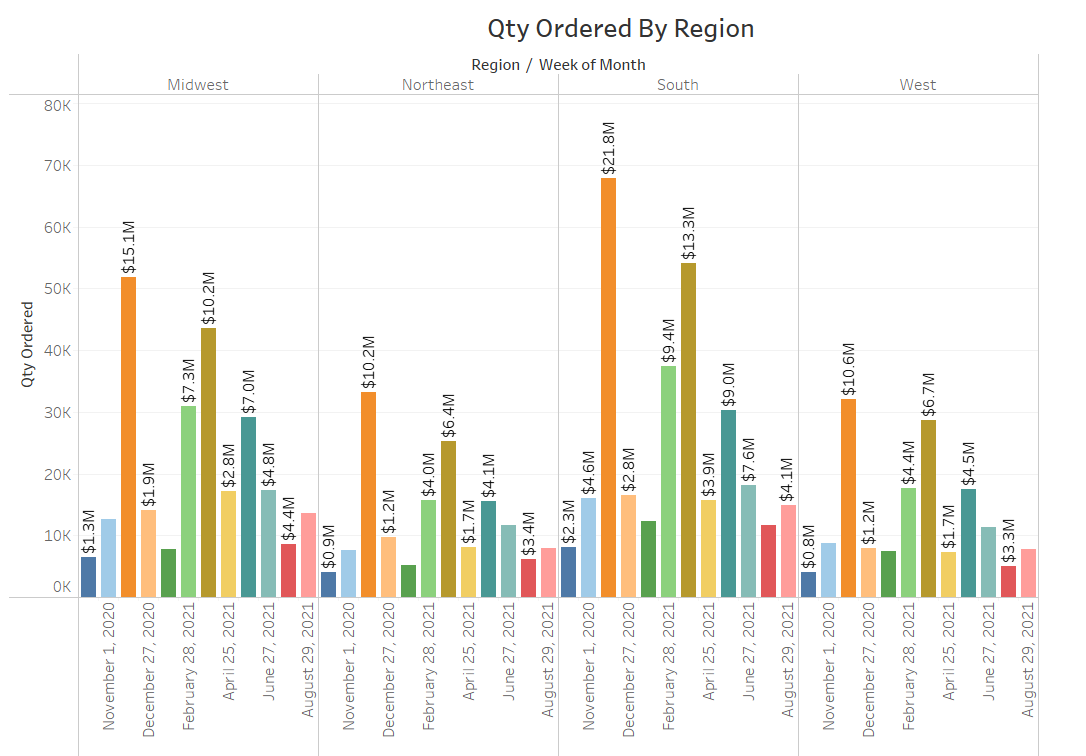 Qty Ordered By Region
Region / Week of Month
Midwest
Northeast
South
West
Qty Ordered
80K
70K
60K
50K
40K
30K
20K
10K
0K
$1.3M
$15.1M
$1.9M
$7.3M
$10.2M
$2.8M
$7.0M
$4.8M
$4.4M
$0.9M
$10.2M
$1.2M
$4.0M
$6.4M
$1.7M
$4.1M
$3.4M
$2.3M
$4.6M
$21.8M
$2.8M
$9.4M
$13.3M
$3.9M
$9.0M
$7.6M
$4.1M
$0.8M
$10.6M
$1.2M
$4.4M
$6.7M
$1.7M
$4.5M
$3.3M
November 1, 2020
December 27, 2020
February 28, 2021
April 25, 2021
June 27, 2021
August 29, 2021
November 1, 2020
December 27, 2020
February 28, 2021
April 25, 2021
June 27, 2021
August 29, 2021
November 1, 2020
December 27, 2020
February 28, 2021
April 25, 2021
June 27, 2021
August 29, 2021
November 1, 2020
December 27, 2020
February 28, 2021
April 25, 2021
June 27, 2021
August 29, 2021